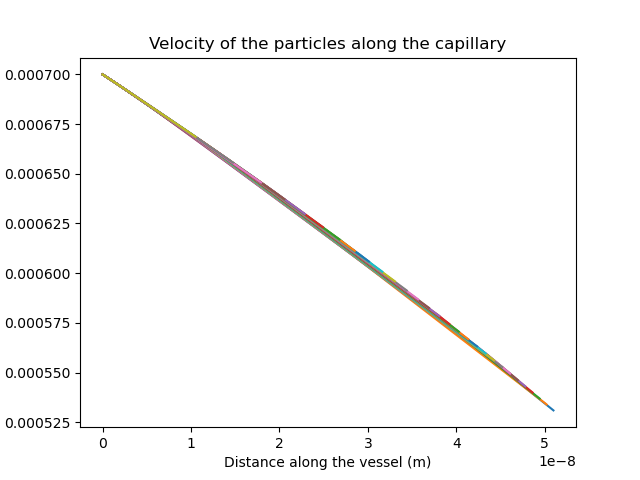 Velocity of the particles along the capillary
0.000700
0.000675
0.000650
0.000625
0.000600
0.000575
0.000550
0.000525
0 1 2 3 4 5
1e−8
Distance along the vessel (m)